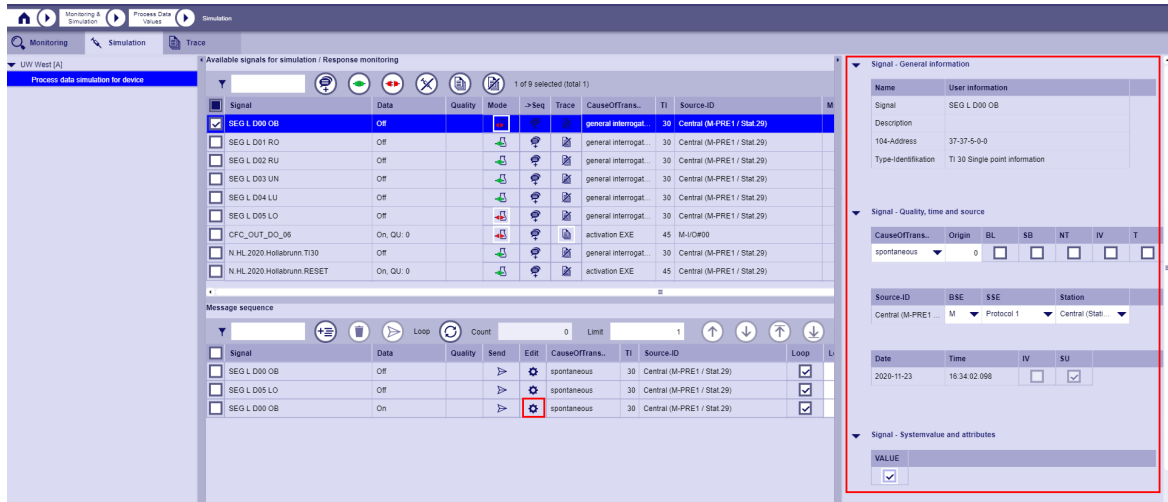 Monitoring & Simulation
Process Data Values
Simulation
Monitoring
Simulation
Trace
UW West [A]
Process data simulation for device
Available signals for simulation / Response monitoring
1 of 9 selected (total 1)
Signal Data Quality Mode ->Seq Trace CauseOfTrans.. TI Source-ID M
SEG L D00 OB Off general interrogat... 30 Central (M-PRE1 / Stat.29)
SEG L D01 RO Off general interrogat... 30 Central (M-PRE1 / Stat.29)
SEG L D02 RU Off general interrogat... 30 Central (M-PRE1 / Stat.29)
SEG L D03 UN Off general interrogat... 30 Central (M-PRE1 / Stat.29)
SEG L D04 LU Off general interrogat... 30 Central (M-PRE1 / Stat.29)
SEG L D05 LO Off general interrogat... 30 Central (M-PRE1 / Stat.29)
CFC_OUT_DO_06 On, QU: 0 activation EXE 45 M-I/O#00
N.HL.2020.Hollabrunn.TI30 Off general interrogat... 30 Central (M-PRE1 / Stat.29)
N.HL.2020.Hollabrunn.RESET On, QU: 0 activation EXE 45 Central (M-PRE1 / Stat.29)
Message sequence
Loop Count 0 Limit 1
Signal Data Quality Send Edit CauseOfTrans.. TI Source-ID Loop
SEG L D00 OB Off spontaneous 30 Central (M-PRE1 / Stat.29)
SEG L D05 LO Off spontaneous 30 Central (M-PRE1 / Stat.29)
SEG L D00 OB On spontaneous 30 Central (M-PRE1 / Stat.29)
Signal - General information
Name User information
Signal SEG L D00 OB
Description
104-Address 37-37-5-0-0
Type-Identifikation TI 30 Single point information
Signal - Quality, time and source
CauseOfTrans.. Origin BL SB NT IV T
spontaneous 0
Source-ID BSE SSE Station
Central (M-PRE1 ... M Protocol 1 Central (Stati...
Date Time IV SU
2020-11-23 16:34:02.098
Signal - Systemvalue and attributes
VALUE